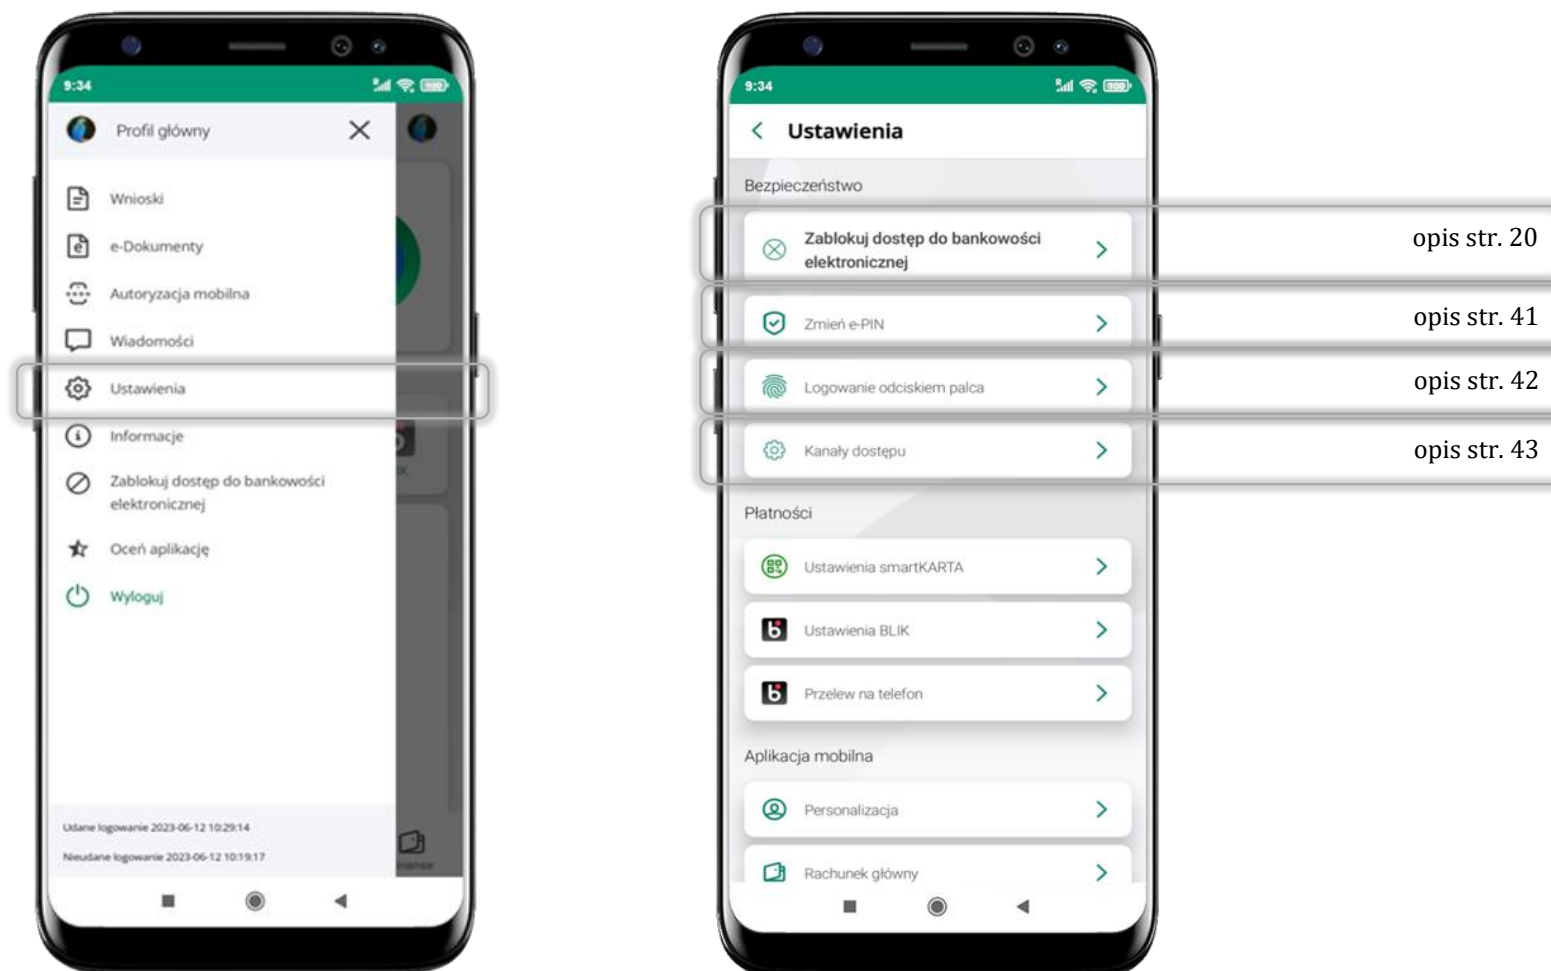 9:34
Profil główny
Wnioski
e-Dokumenty
Autoryzacja mobilna
Wiadomości
Ustawienia
Informacje
Zablokuj dostęp do bankowości
elektronicznej
Oceń aplikację
Wyloguj
Udane logowanie 2023-06-12 10:29:14
Nieudane logowanie 2023-06-12 10:19:17
9:34
Ustawienia
Bezpieczeństwo
Zablokuj dostęp do bankowości
elektronicznej
opis str. 20
Zmień e-PIN
opis str. 41
Logowanie odciskiem palca
opis str. 42
Kanały dostępu
opis str. 43
Płatności
Ustawienia smartKARTA
Ustawienia BLIK
Przelew na telefon
Aplikacja mobilna
Personalizacja
Rachunek główny